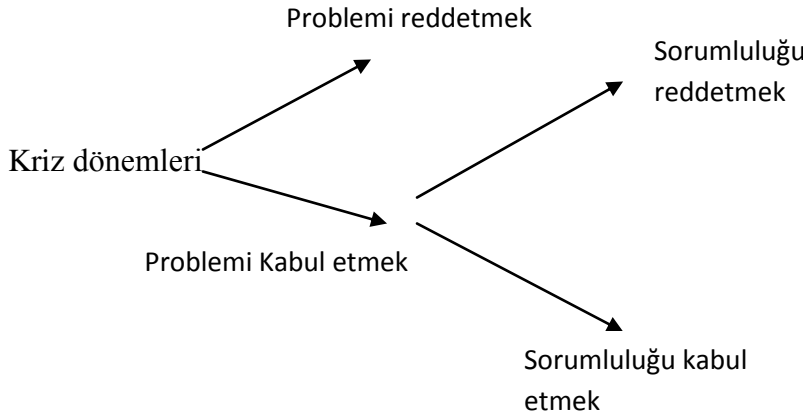 Problemi reddetmek
Sorumluluğu
reddetmek
Kriz dönemleri
Problemi Kabul etmek
Sorumluluğu kabul
etmek